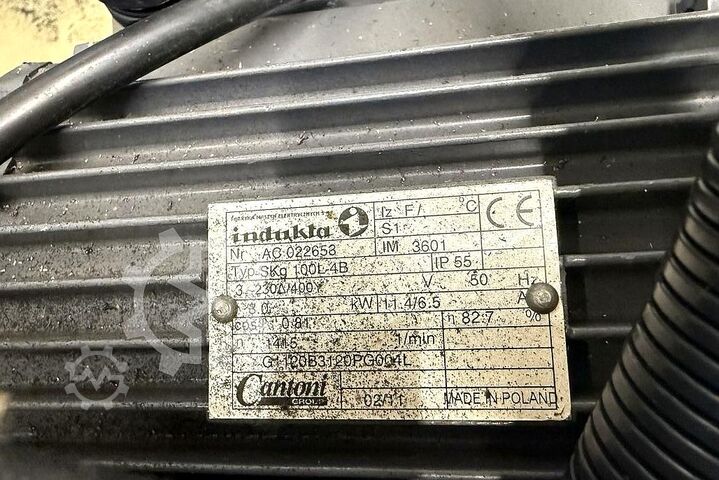 indukta
Iz F/ °C
S1
Nr AC 022653
IM 3601
Typ SKg 100L-4B
IP 55
3 230Δ/400Y V 50 Hz
3.0 kW 11.4/6.5 A
cos 0.81 η 82.7 %
n 1415 1/min
G1120B3120PG004L
Cantoni
GROUP
02/11
MADE IN POLAND
CE